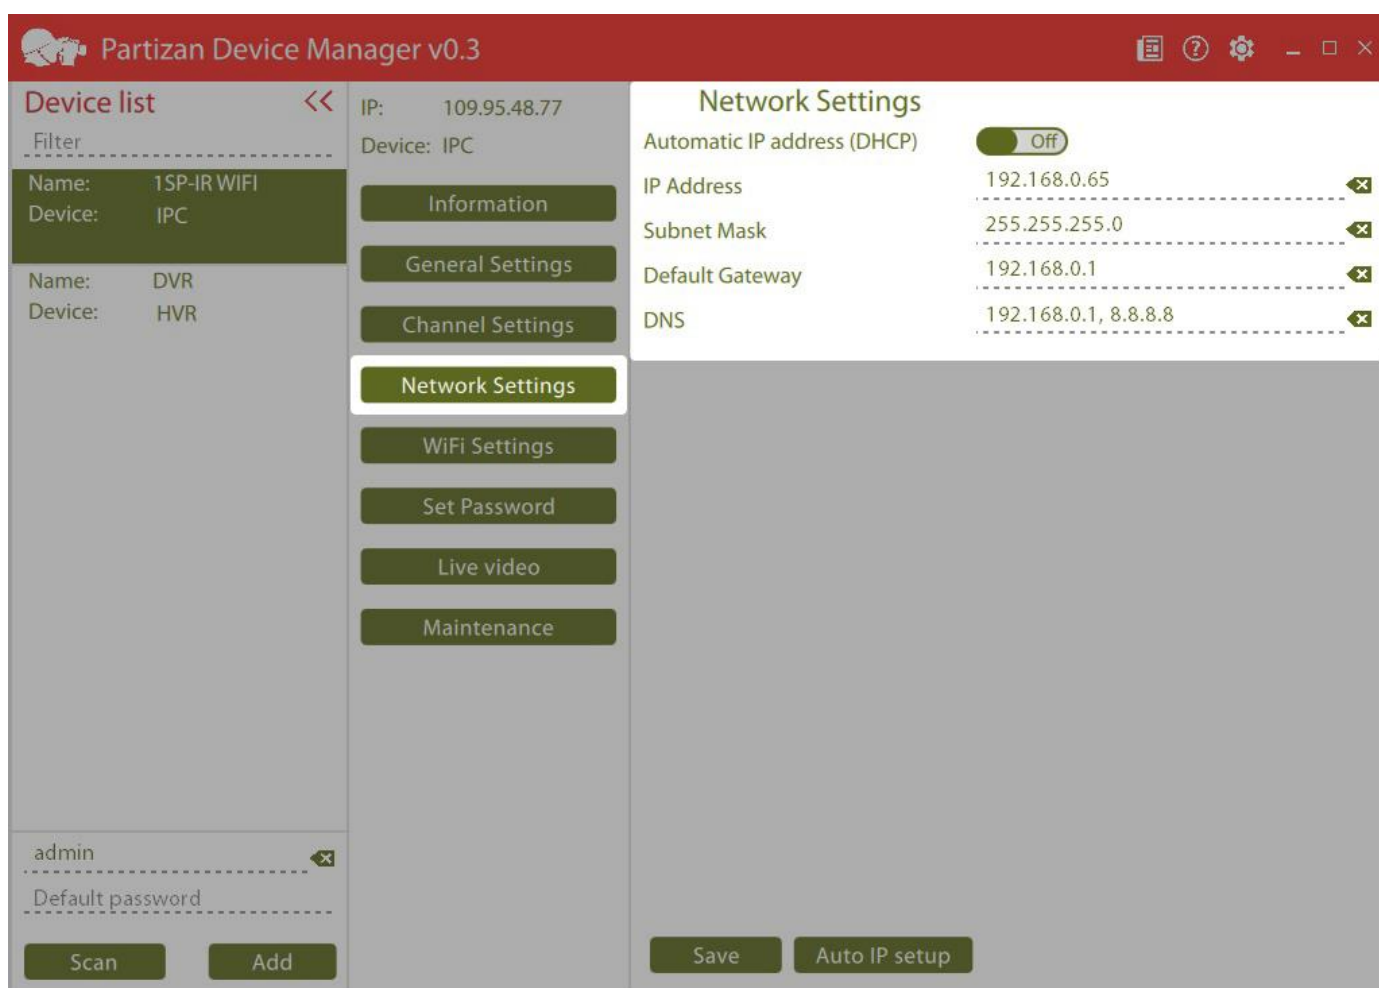 Partizan Device Manager v0.3
Device list <<
Filter
Name: 1SP-IR WIFI
Device: IPC
Name: DVR
Device: HVR
admin
Default password
Scan Add
IP: 109.95.48.77
Device: IPC
Information
General Settings
Channel Settings
Network Settings
WiFi Settings
Set Password
Live video
Maintenance
Network Settings
Automatic IP address (DHCP) Off
IP Address 192.168.0.65
Subnet Mask 255.255.255.0
Default Gateway 192.168.0.1
DNS 192.168.0.1, 8.8.8.8
Save Auto IP setup